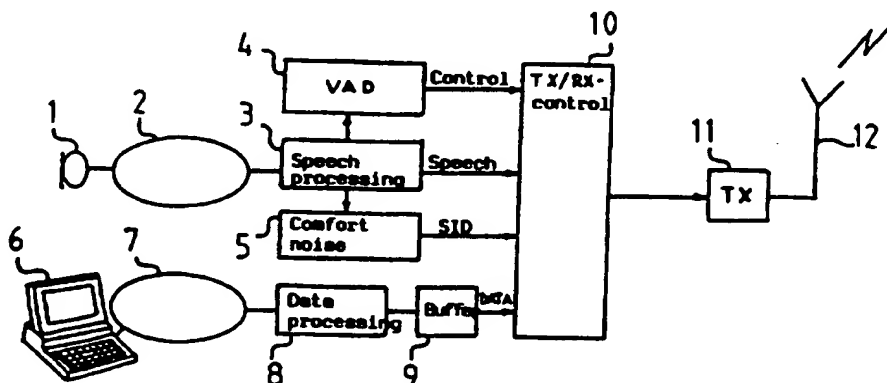 10
4
VAD
Control
TX/RX-
control
3
1
2
Speech
processing
Speech
11
12
TX
5
Comfort
noise
SID
6
7
Data
processing
Buffer
DATA
8
9